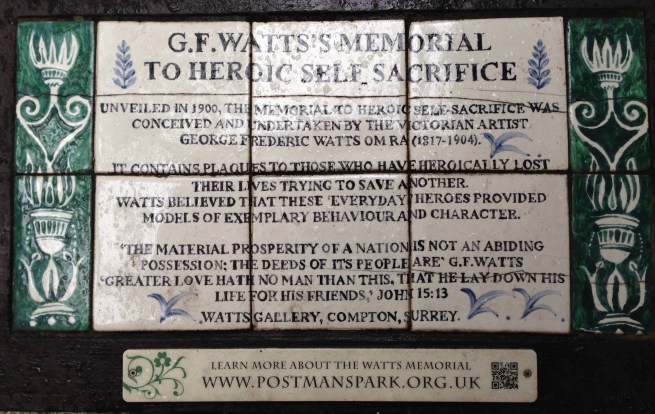 G.F.WATTS'S MEMORIAL
TO HEROIC SELF SACRIFICE
UNVEILED IN 1900, THE MEMORIAL TO HEROIC SELF-SACRIFICE WAS
CONCEIVED AND UNDERTAKEN BY THE VICTORIAN ARTIST
GEORGE FREDERIC WATTS OM RA (1817-1904).
IT CONTAINS PLAQUES TO THOSE WHO HAVE HEROICALLY LOST
THEIR LIVES TRYING TO SAVE ANOTHER.
WATTS BELIEVED THAT THESE 'EVERYDAY' HEROES PROVIDED
MODELS OF EXEMPLARY BEHAVIOUR AND CHARACTER.
'THE MATERIAL PROSPERITY OF A NATION IS NOT AN ABIDING
POSSESSION; THE DEEDS OF ITS PEOPLE ARE' G.F.WATTS
'GREATER LOVE HATH NO MAN THAN THIS, THAT HE LAY DOWN HIS
LIFE FOR HIS FRIENDS,' JOHN 15:13
WATTS GALLERY, COMPTON, SURREY.
LEARN MORE ABOUT THE WATTS MEMORIAL
WWW.POSTMANSPARK.ORG.UK